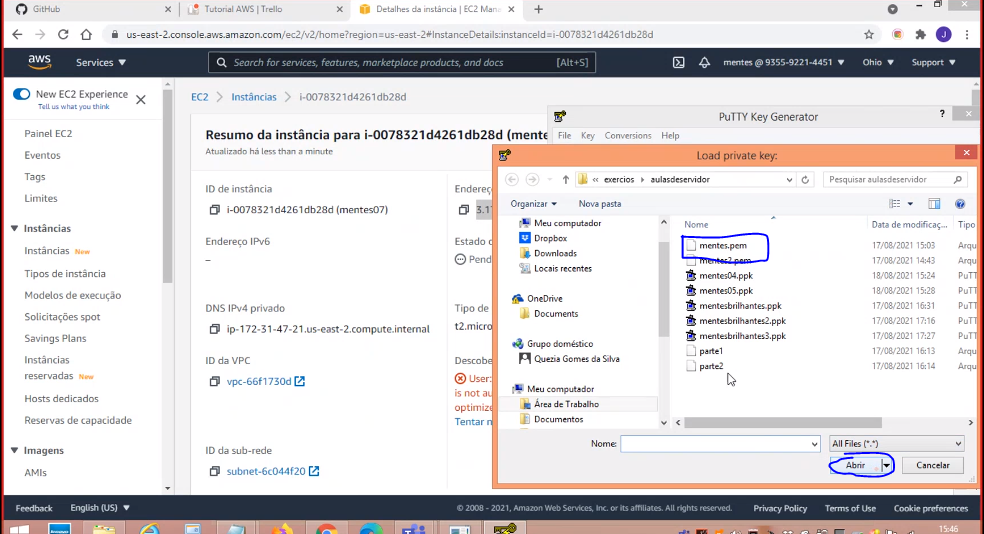 GitHub
Tutorial AWS | Trello
Detalhes da instância | EC2 Mana
us-east-2.console.aws.amazon.com/ec2/v2/home?region=us-east-2#InstanceDetails:instanceId=i-0078321d4261db28d
J
aws
Services
Search for services, features, marketplace products, and docs
[Alt+S]
mentes @ 9355-9221-4451
Ohio
Support
New EC2 Experience
Tell us what you think
Painel EC2
Eventos
Tags
Limites
Instâncias
Instâncias New
Tipos de instância
Modelos de execução
Solicitações spot
Savings Plans
Instâncias
reservadas New
Hosts dedicados
Reservas de capacidade
Imagens
AMIs
EC2
Instâncias
i-0078321d4261db28d
Resumo da instância para i-0078321d4261db28d (mente
Atualizado há less than a minute
ID de instância
i-0078321d4261db28d (mentes07)
Endereço IPv6
–
DNS IPv4 privado
ip-172-31-47-21.us-east-2.compute.internal
ID da VPC
vpc-66f1730d
ID da sub-rede
subnet-6c044f20
Endereç
3.1
Estado d
Pend
Tipo de
t2.micro
Descobe
User:
is not au
optimize
Tentar n
PuTTY Key Generator
?
File
Key
Conversions
Help
Load private key:
«
exercios
aulasdeservidor
Pesquisar aulasdeservidor
Organizar
Nova pasta
Meu computador
Dropbox
Downloads
Locais recentes
OneDrive
Documents
Grupo doméstico
Quezia Gomes da Silva
Meu computador
Área de Trabalho
Documentos
Nome
Data de modificaç...
Tipo
mentes.pem 17/08/2021 15:03 Arqu
mentes2.pem 17/08/2021 14:43 Arqu
mentes04.ppk 18/08/2021 15:24 PuTT
mentes05.ppk 18/08/2021 15:28 PuTT
mentesbrilhantes.ppk 17/08/2021 16:31 PuTT
mentesbrilhantes2.ppk 17/08/2021 17:16 PuTT
mentesbrilhantes3.ppk 17/08/2021 17:27 PuTT
parte1 17/08/2021 16:13 Arqu
parte2 17/08/2021 16:14 Arqu
Nome:
All Files (*.*)
Abrir
Cancelar
Feedback
English (US)
© 2008 - 2021, Amazon Web Services, Inc. or its affiliates. All rights reserved.
Privacy Policy
Terms of Use
Cookie preferences
15:46